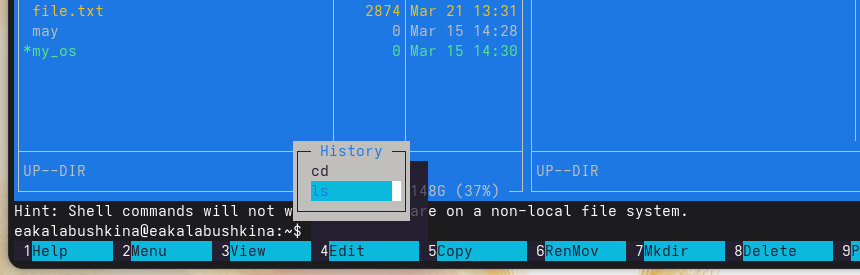 file.txt 2874 Mar 21 13:31
may 0 Mar 15 14:28
*my_os 0 Mar 15 14:30
History
cd
UP--DIR UP--DIR
ls
148G (37%)
Hint: Shell commands will not w are on a non-local file system.
eakalabushkina@eakalabushkina:~$
1Help 2Menu 3View 4Edit 5Copy 6RenMov 7Mkdir 8Delete 9